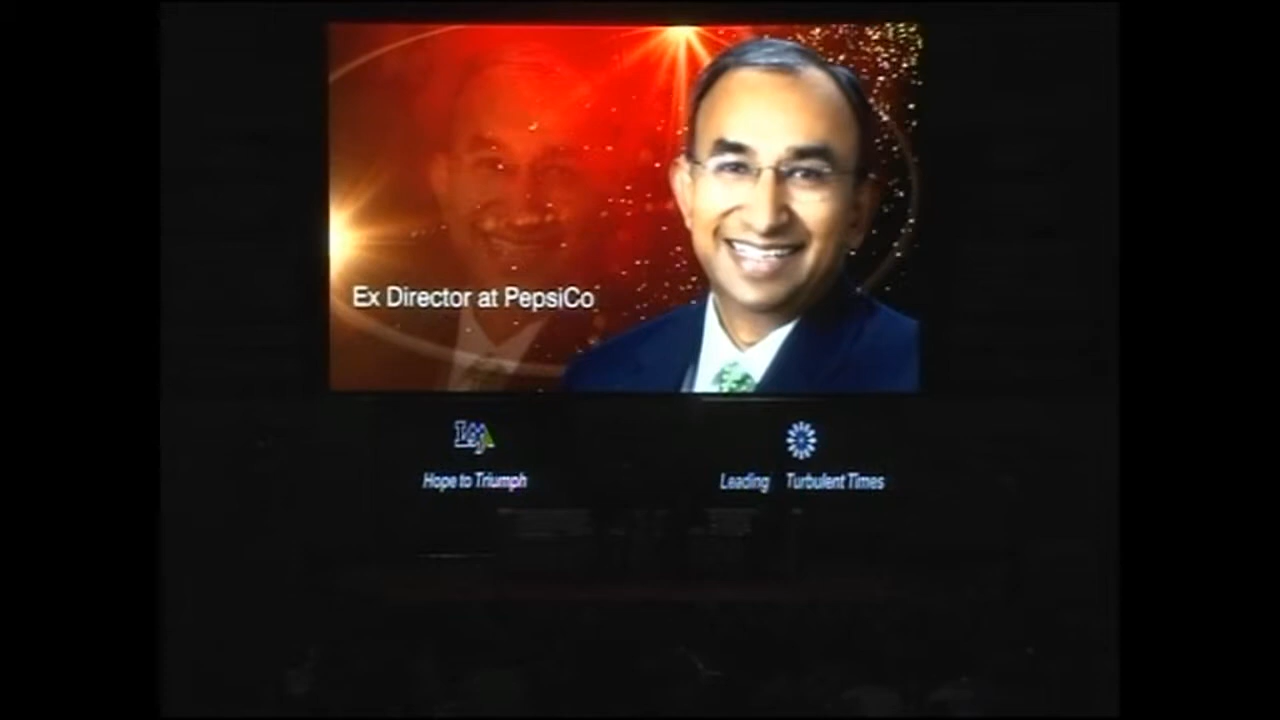 Ex Director at PepsiCo
Hope to Triumph
Leading Turbulent Times